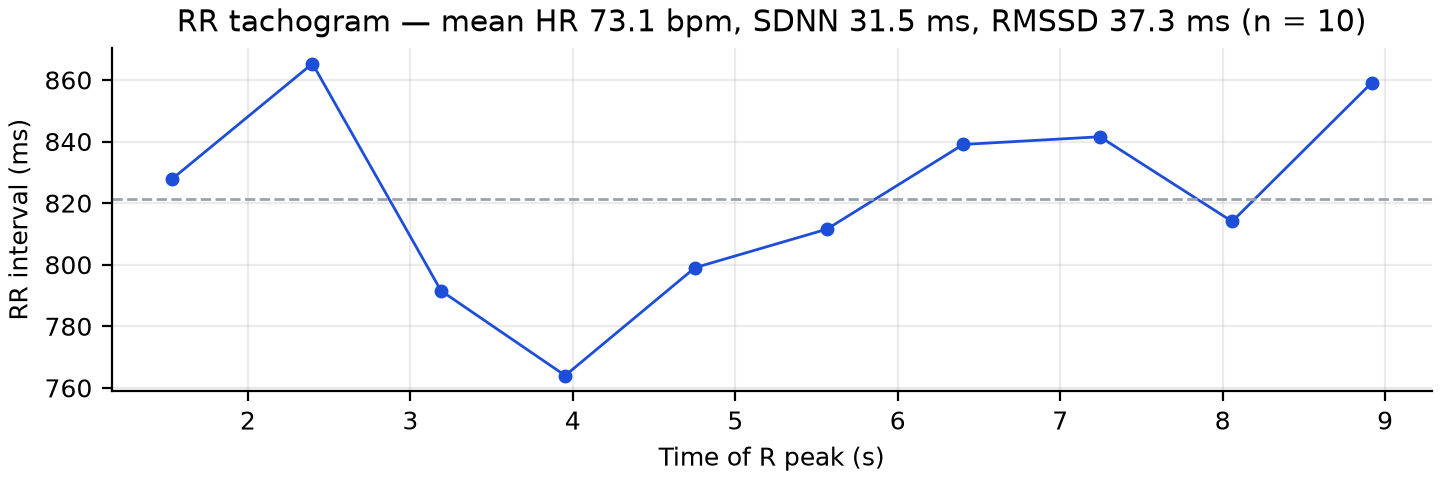 RR tachogram — mean HR 73.1 bpm, SDNN 31.5 ms, RMSSD 37.3 ms (n = 10)
RR interval (ms)
860
840
820
800
780
760
2 3 4 5 6 7 8 9
Time of R peak (s)